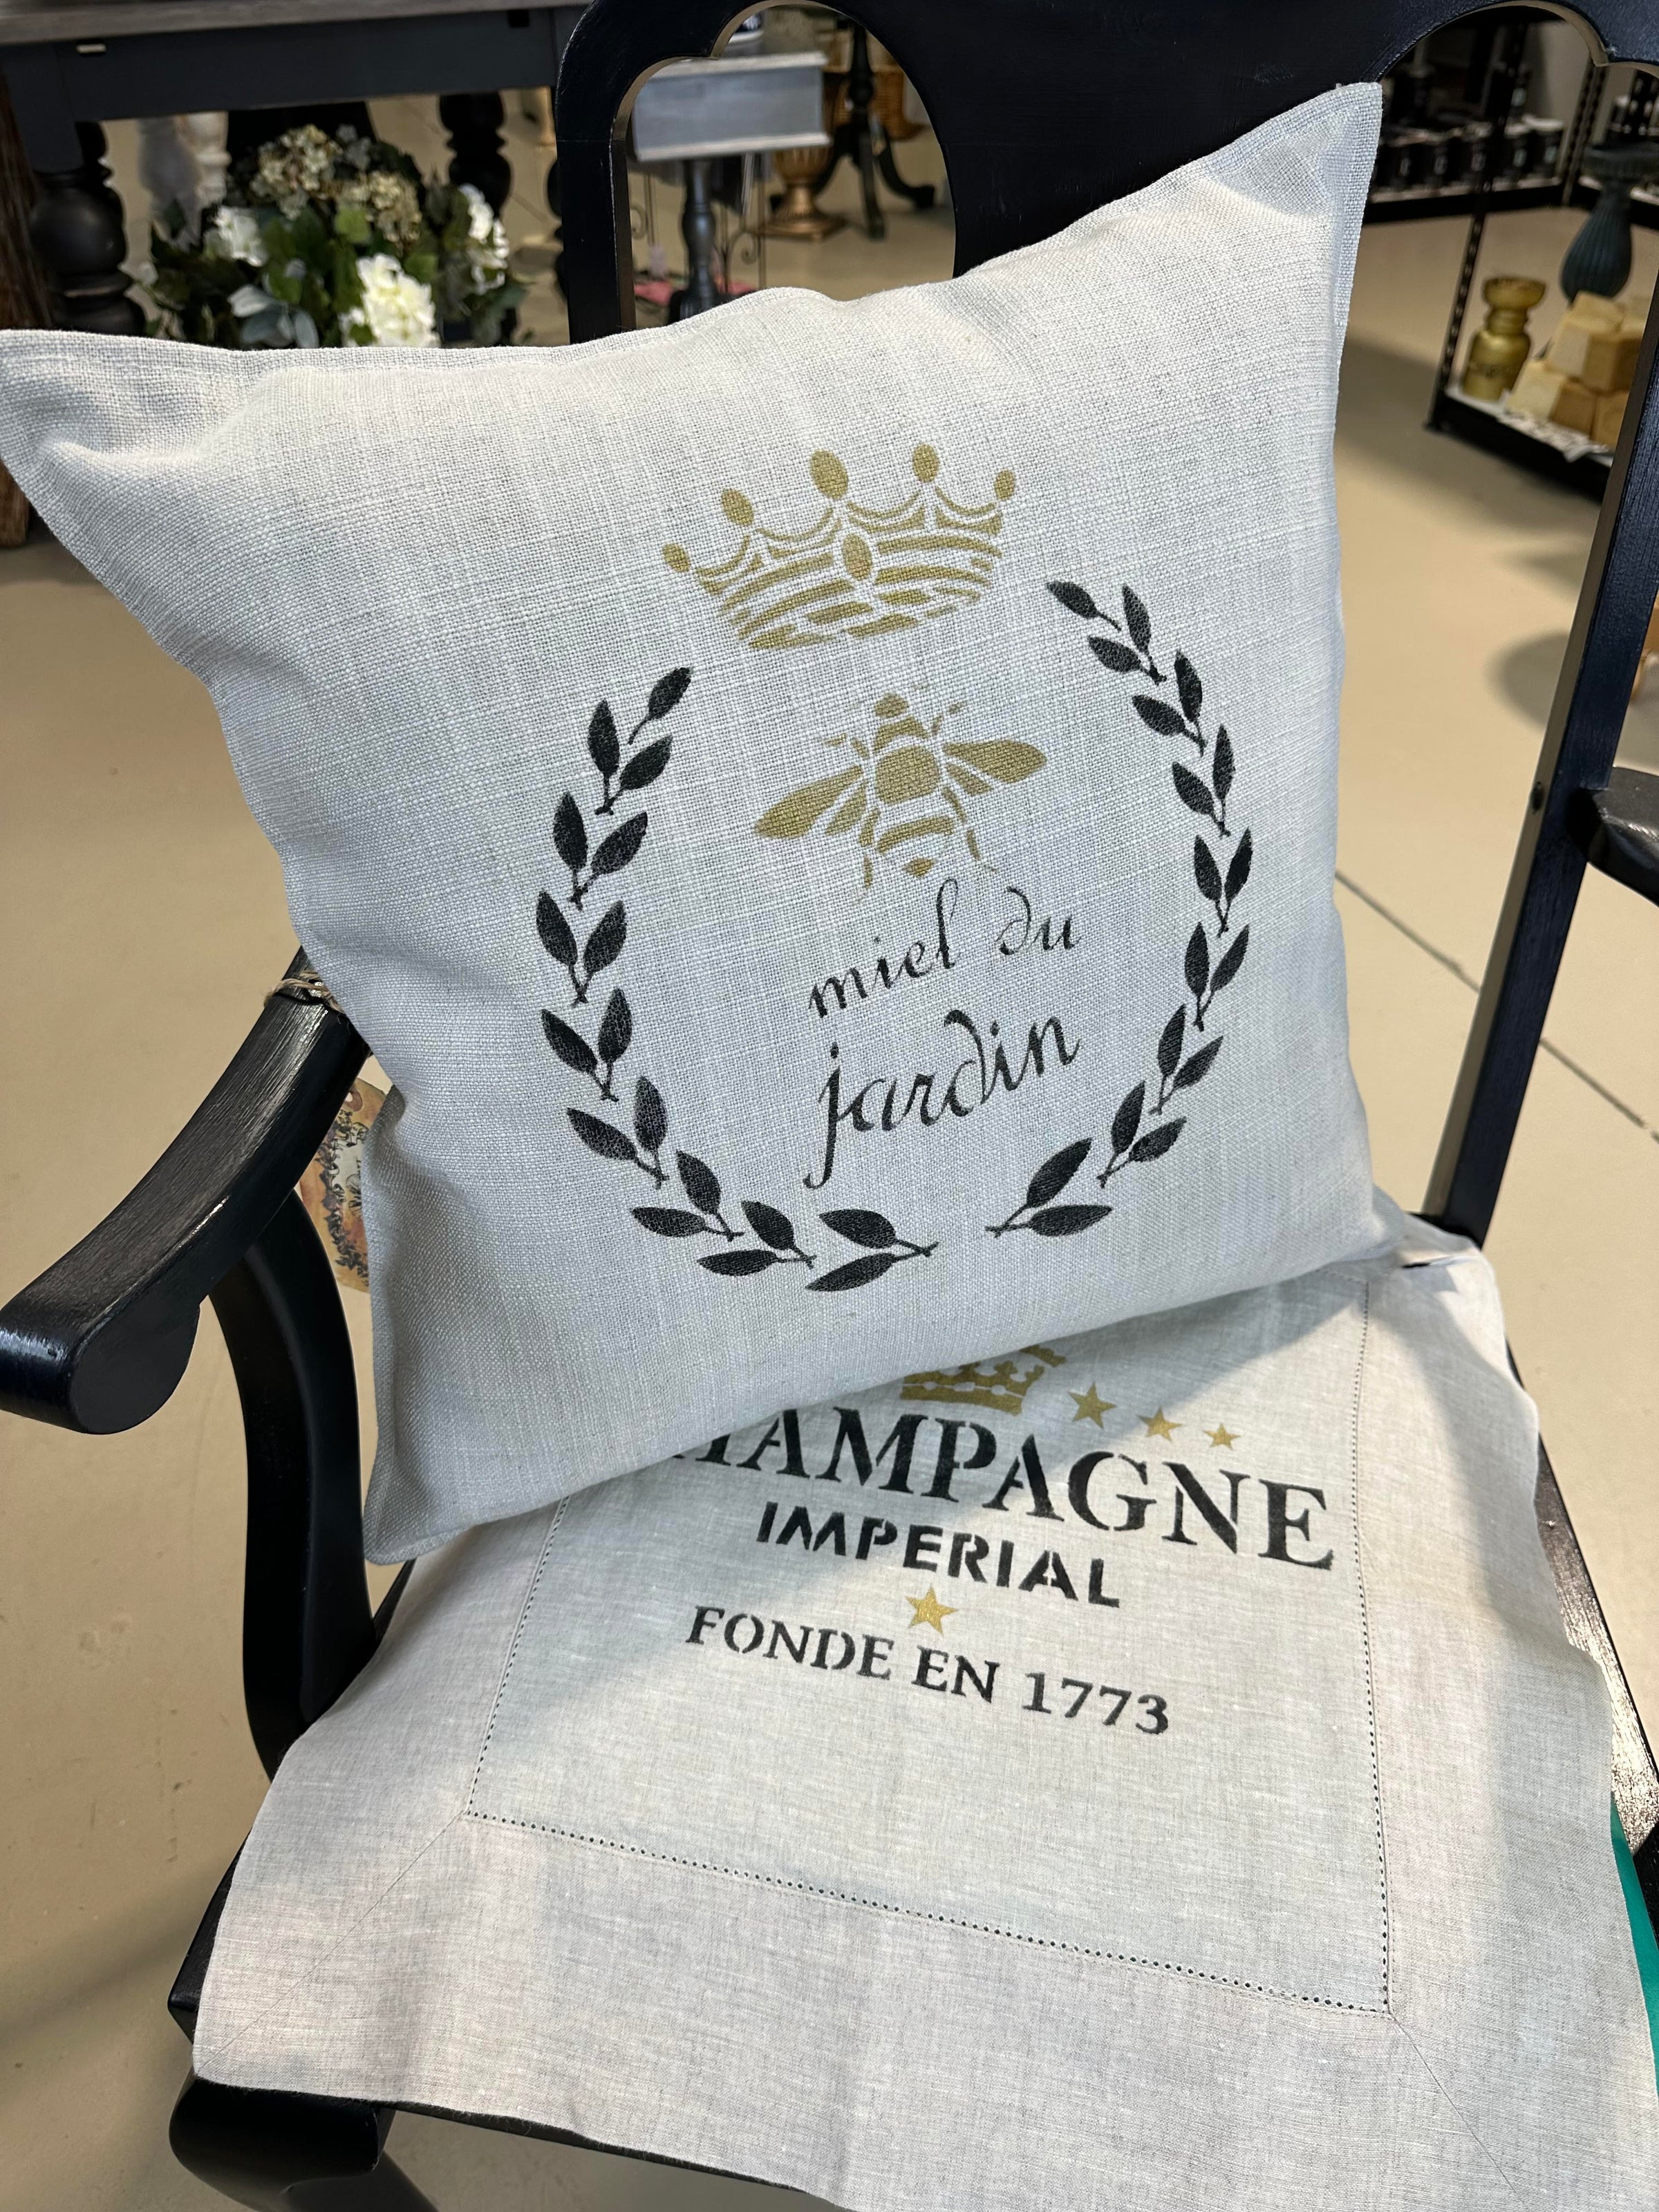 miel du
jardin
HAMPAGNE
IMPERIAL
FONDE EN 1773